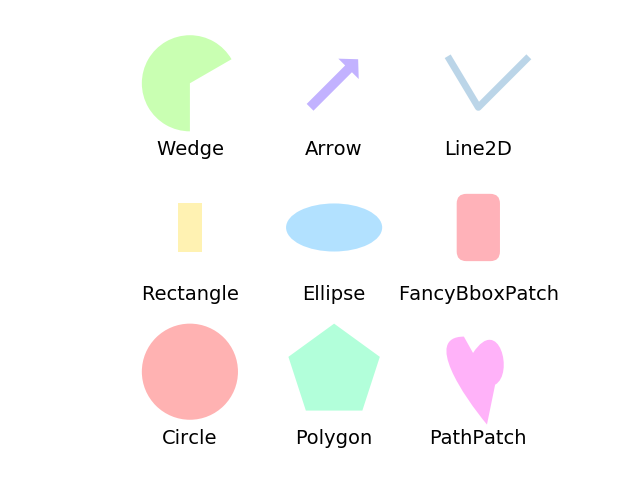 Wedge
Arrow
Line2D
Rectangle
Ellipse
FancyBboxPatch
Circle
Polygon
PathPatch